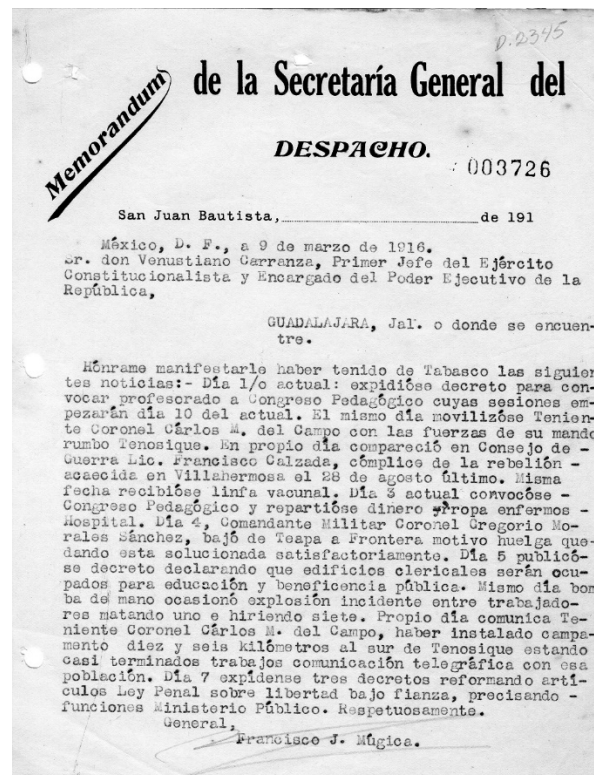 D.2345
Memorandum de la Secretaría General del
DESPACHO.
003726
San Juan Bautista, de 191
México, D. F., a 9 de marzo de 1916.
Sr. don Venustiano Carranza, Primer Jefe del Ejército
Constitucionalista y Encargado del Poder Ejecutivo de la
República,
GUADALAJARA, Jal. o donde se encuen-
tre.
Hónrame manifestarle haber tenido de Tabasco las siguien
tes noticias:- Día 1/o actual: expidióse decreto para con-
vocar profesorado a Congreso Pedagógico cuyas sesiones em-
pezarán día 10 del actual. El mismo día movilizóse Tenien-
te Coronel Cárlos M. del Campo con las fuerzas de su mando
rumbo Tenosique. En propio día compareció en Consejo de -
Guerra Lic. Francisco Calzada, cómplice de la rebelión -
acaecida en Villahermosa el 28 de agosto último. Misma
fecha recibióse linfa vacunal. Día 3 actual convocóse -
Congreso Pedagógico y repartióse dinero y ropa enfermos -
Hospital. Día 4, Comandante Militar Coronel Gregorio Mo-
rales Sánchez, bajó de Teapa a Frontera motivo huelga que-
dando esta solucionada satisfactoriamente. Día 5 publicó-
se decreto declarando que edificios clericales serán ocu-
pados para educación y beneficencia pública. Mismo día bom
ba de mano ocasionó explosión incidente entre trabajado-
res matando uno e hiriendo siete. Propio día comunica Te-
niente Coronel Cárlos M. del Campo, haber instalado campa-
mento diez y seis kilómetros al sur de Tenosique estando
casi terminados trabajos comunicación telegráfica con esa
población. Día 7 expídense tres decretos reformando artí-
culos Ley Penal sobre libertad bajo fianza, precisando -
funciones Ministerio Público. Respetuosamente.
General,
Francisco J. Múgica.